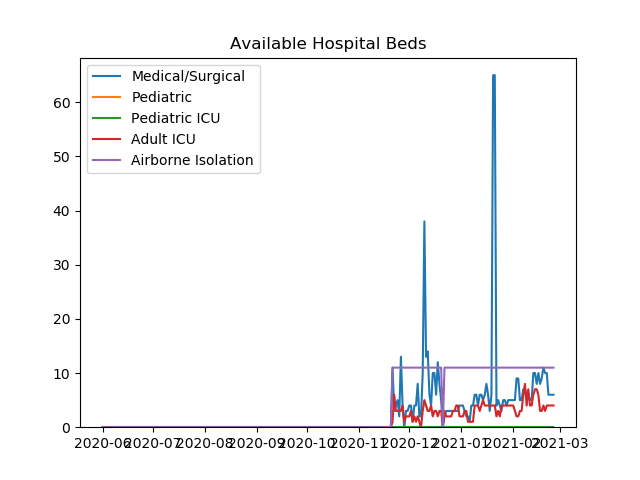 Available Hospital Beds
Medical/Surgical
Pediatric
Pediatric ICU
Adult ICU
Airborne Isolation
60
50
40
30
20
10
0
2020-06 2020-07 2020-08 2020-09 2020-10 2020-11 2020-12 2021-01 2021-02 2021-03